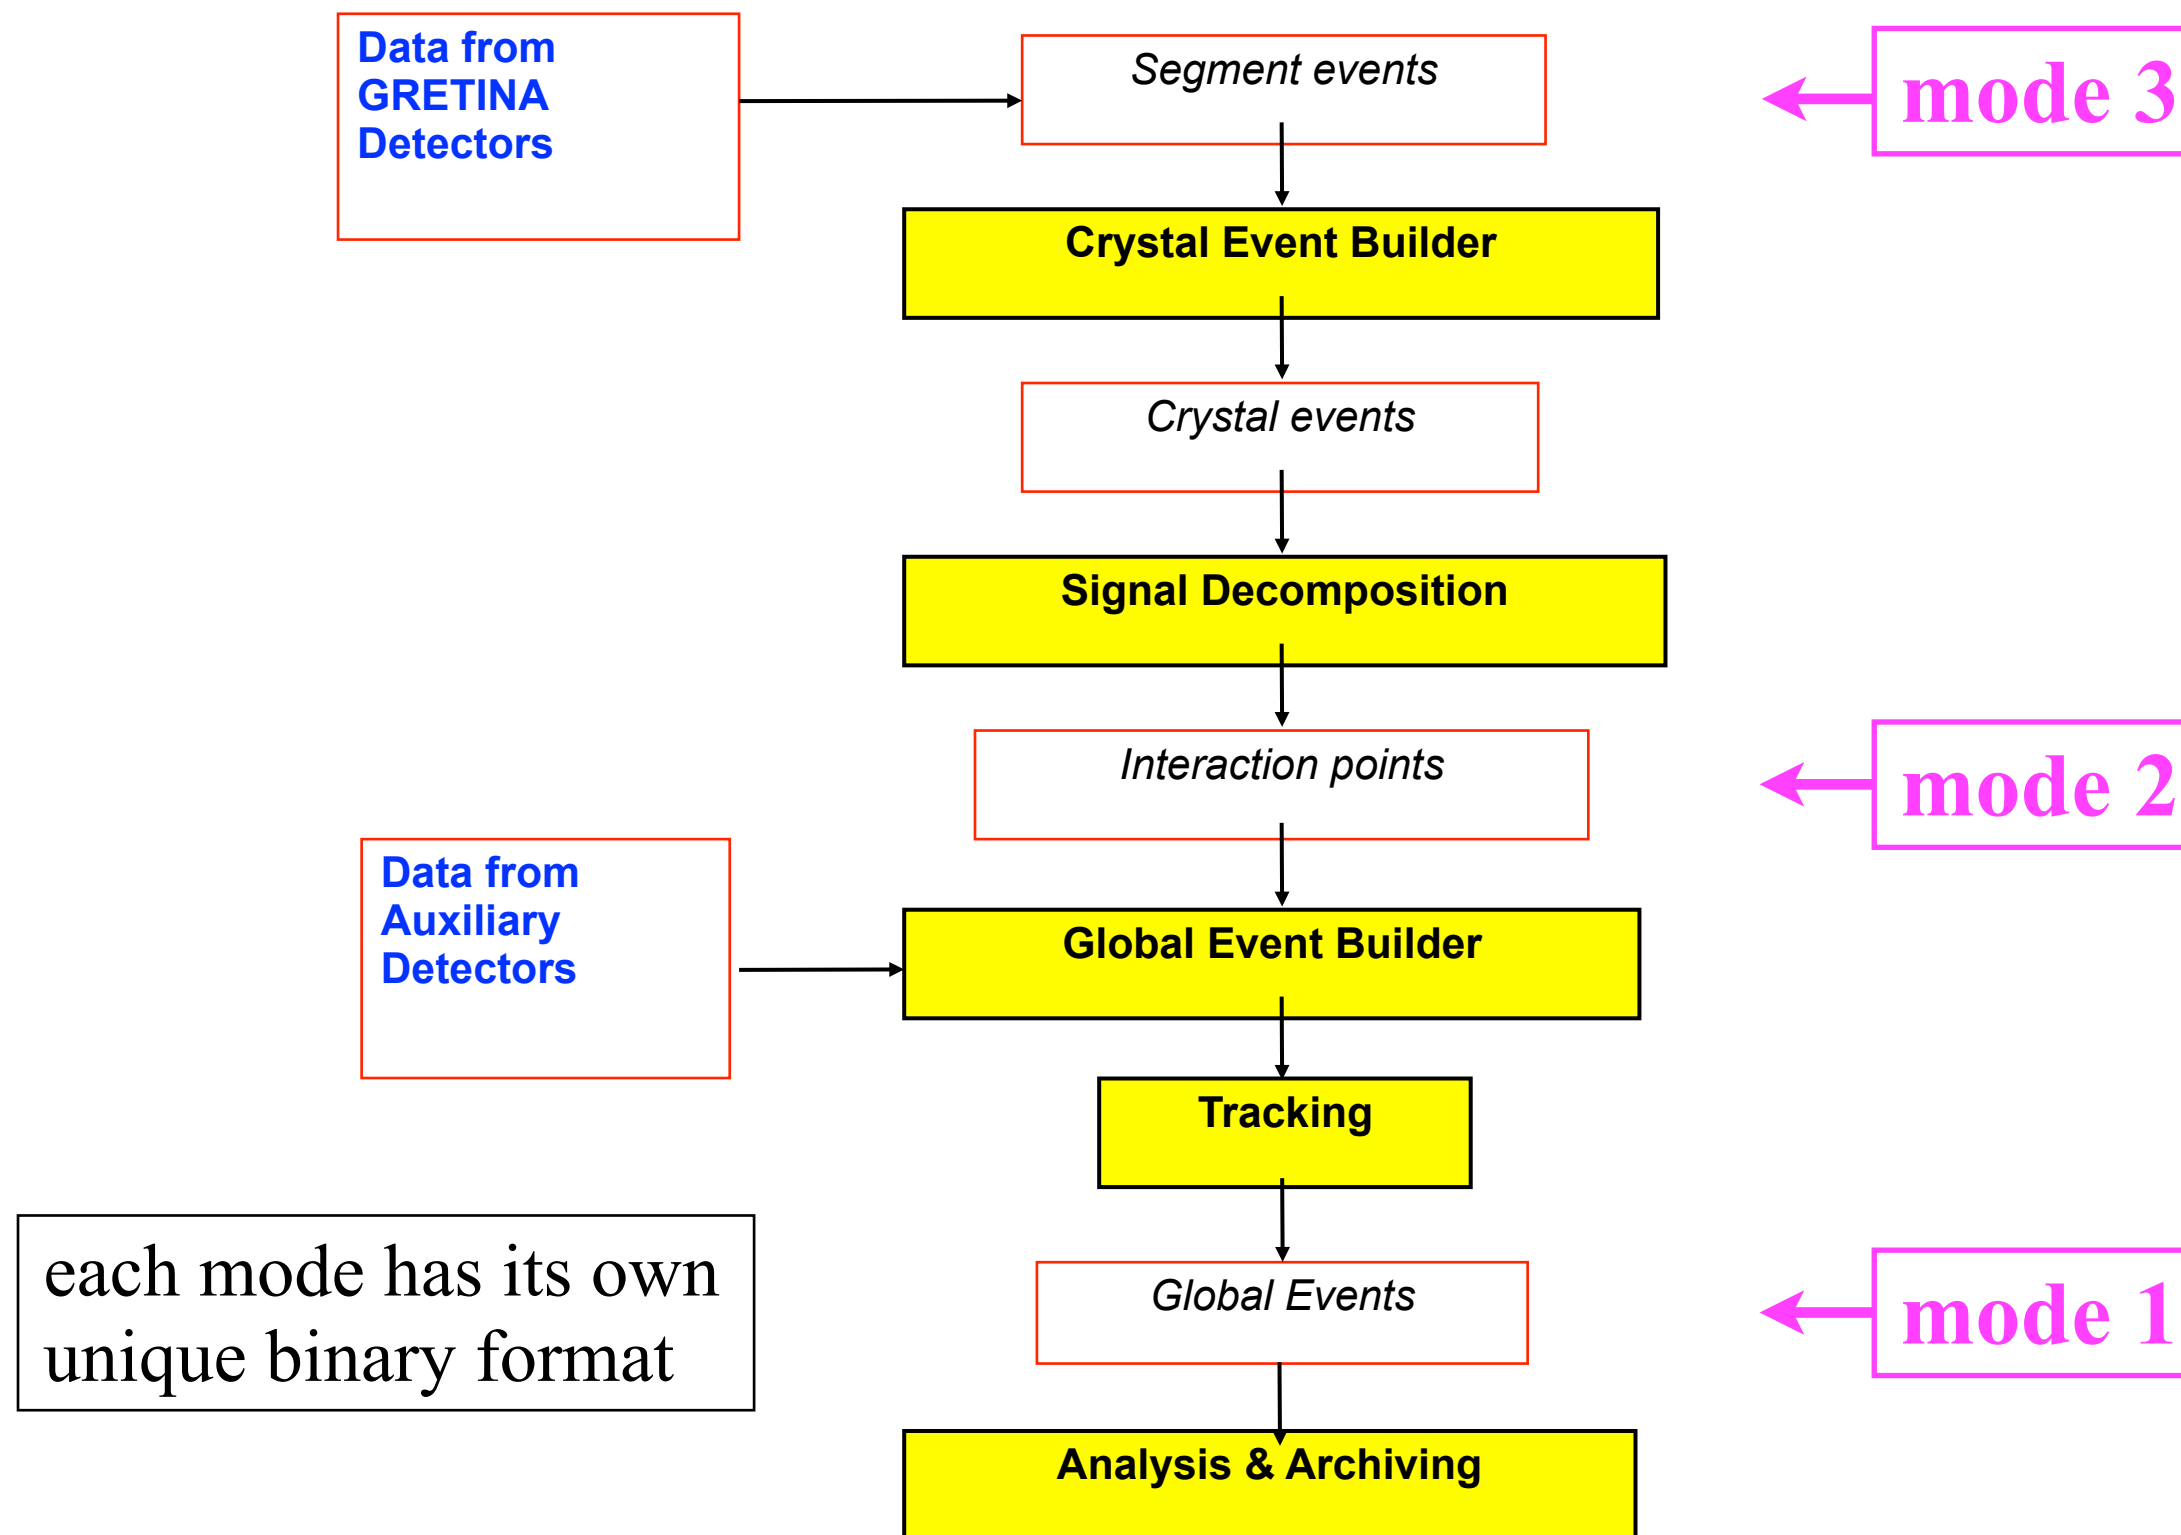 Data from
GRETINA
Detectors
Segment events
mode 3
Crystal Event Builder
Crystal events
Signal Decomposition
Interaction points
mode 2
Data from
Auxiliary
Detectors
Global Event Builder
Tracking
each mode has its own
unique binary format
Global Events
mode 1
Analysis & Archiving